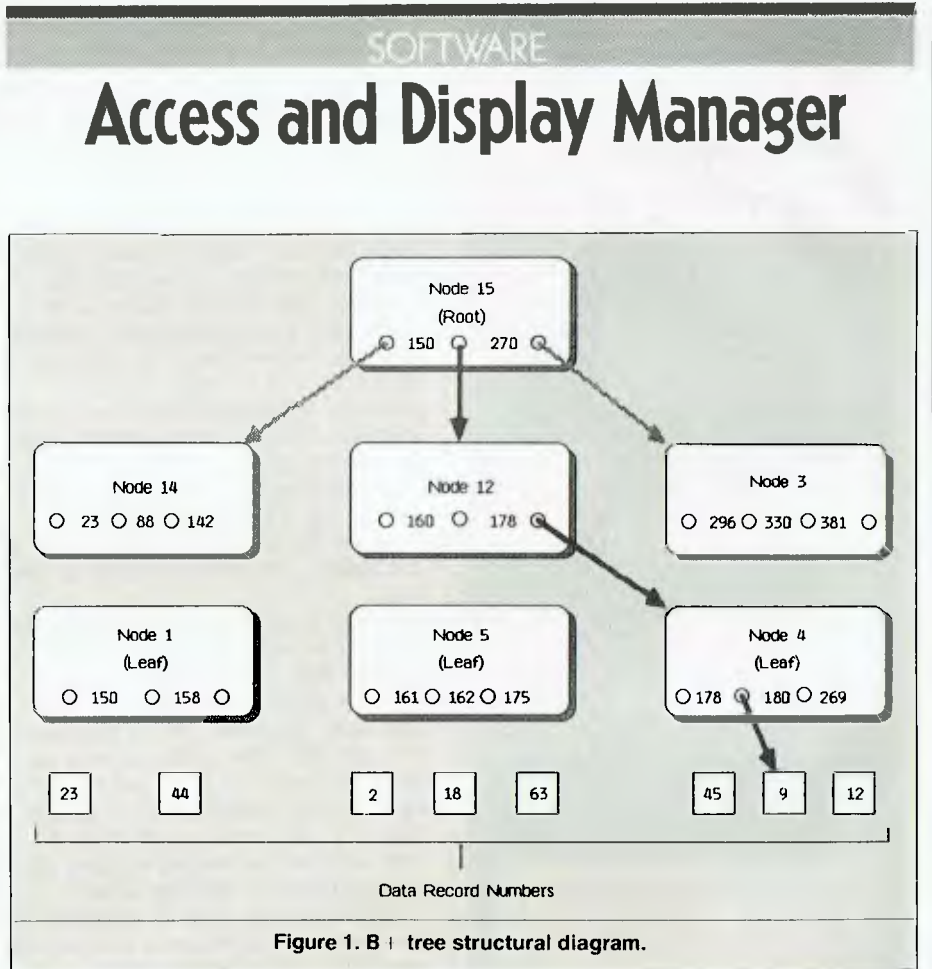 SOFTWARE
Access and Display Manager
Node 15
(Root)
150 270
Node 14
23 88 142
Node 12
160 178
Node 3
296 330 381
Node 1
(Leaf)
150 158
Node 5
(Leaf)
161 162 175
Node 4
(Leaf)
178 180 269
23 44 2 18 63 45 9 12
Data Record Numbers
Figure 1. B + tree structural diagram.